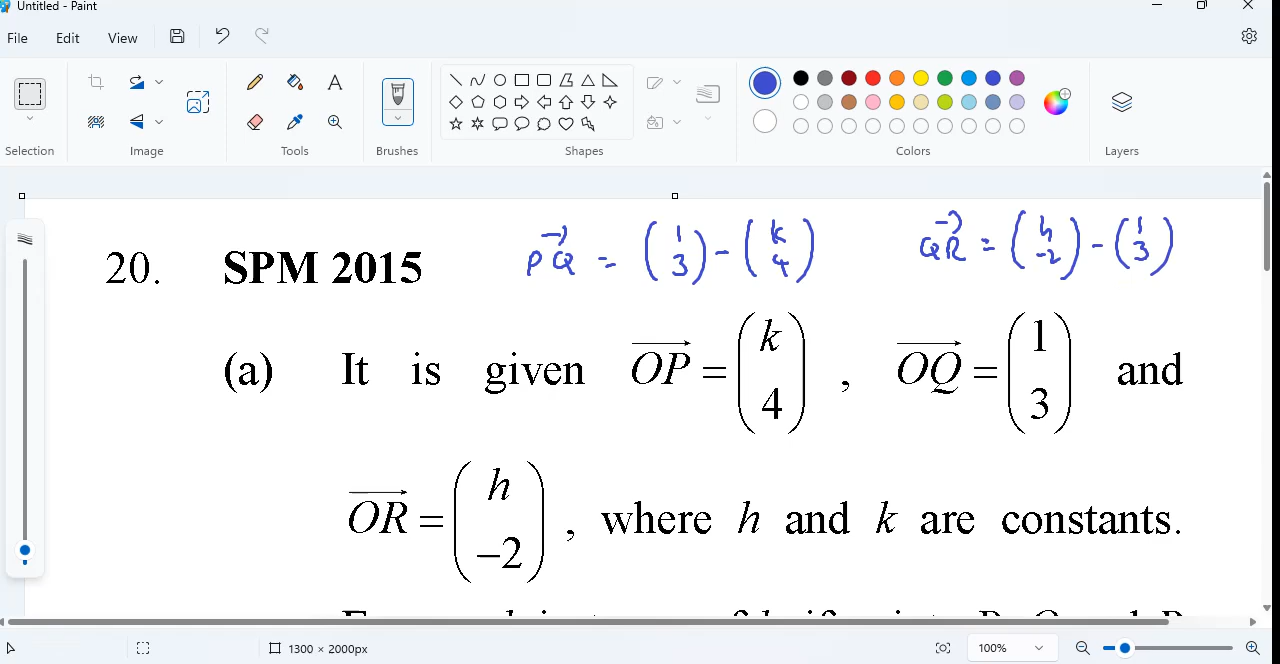 Untitled - Paint
File Edit View
Selection Image Tools Brushes Shapes Colors Layers
PQ = (1 3) - (k 4) QR = (h -2) - (1 3)
20. SPM 2015
(a) It is given OP = (k 4) , OQ = (1 3) and
OR = (h -2) , where h and k are constants.
1300 × 2000px 100%